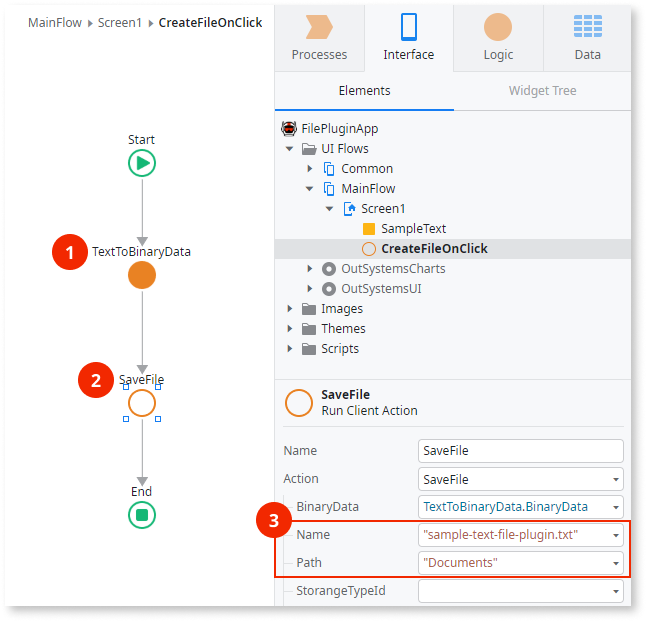 MainFlow Screen1 CreateFileOnClick
Start
1 TextToBinaryData
2 SaveFile
End
Processes Interface Logic Data
Elements Widget Tree
FilePluginApp
UI Flows
Common
MainFlow
Screen1
SampleText
CreateFileOnClick
OutSystemsCharts
OutSystemsUI
Images
Themes
Scripts
SaveFile
Run Client Action
Name SaveFile
Action SaveFile
BinaryData TextToBinaryData.BinaryData
3
Name "sample-text-file-plugin.txt"
Path "Documents"
StorangeTypeId